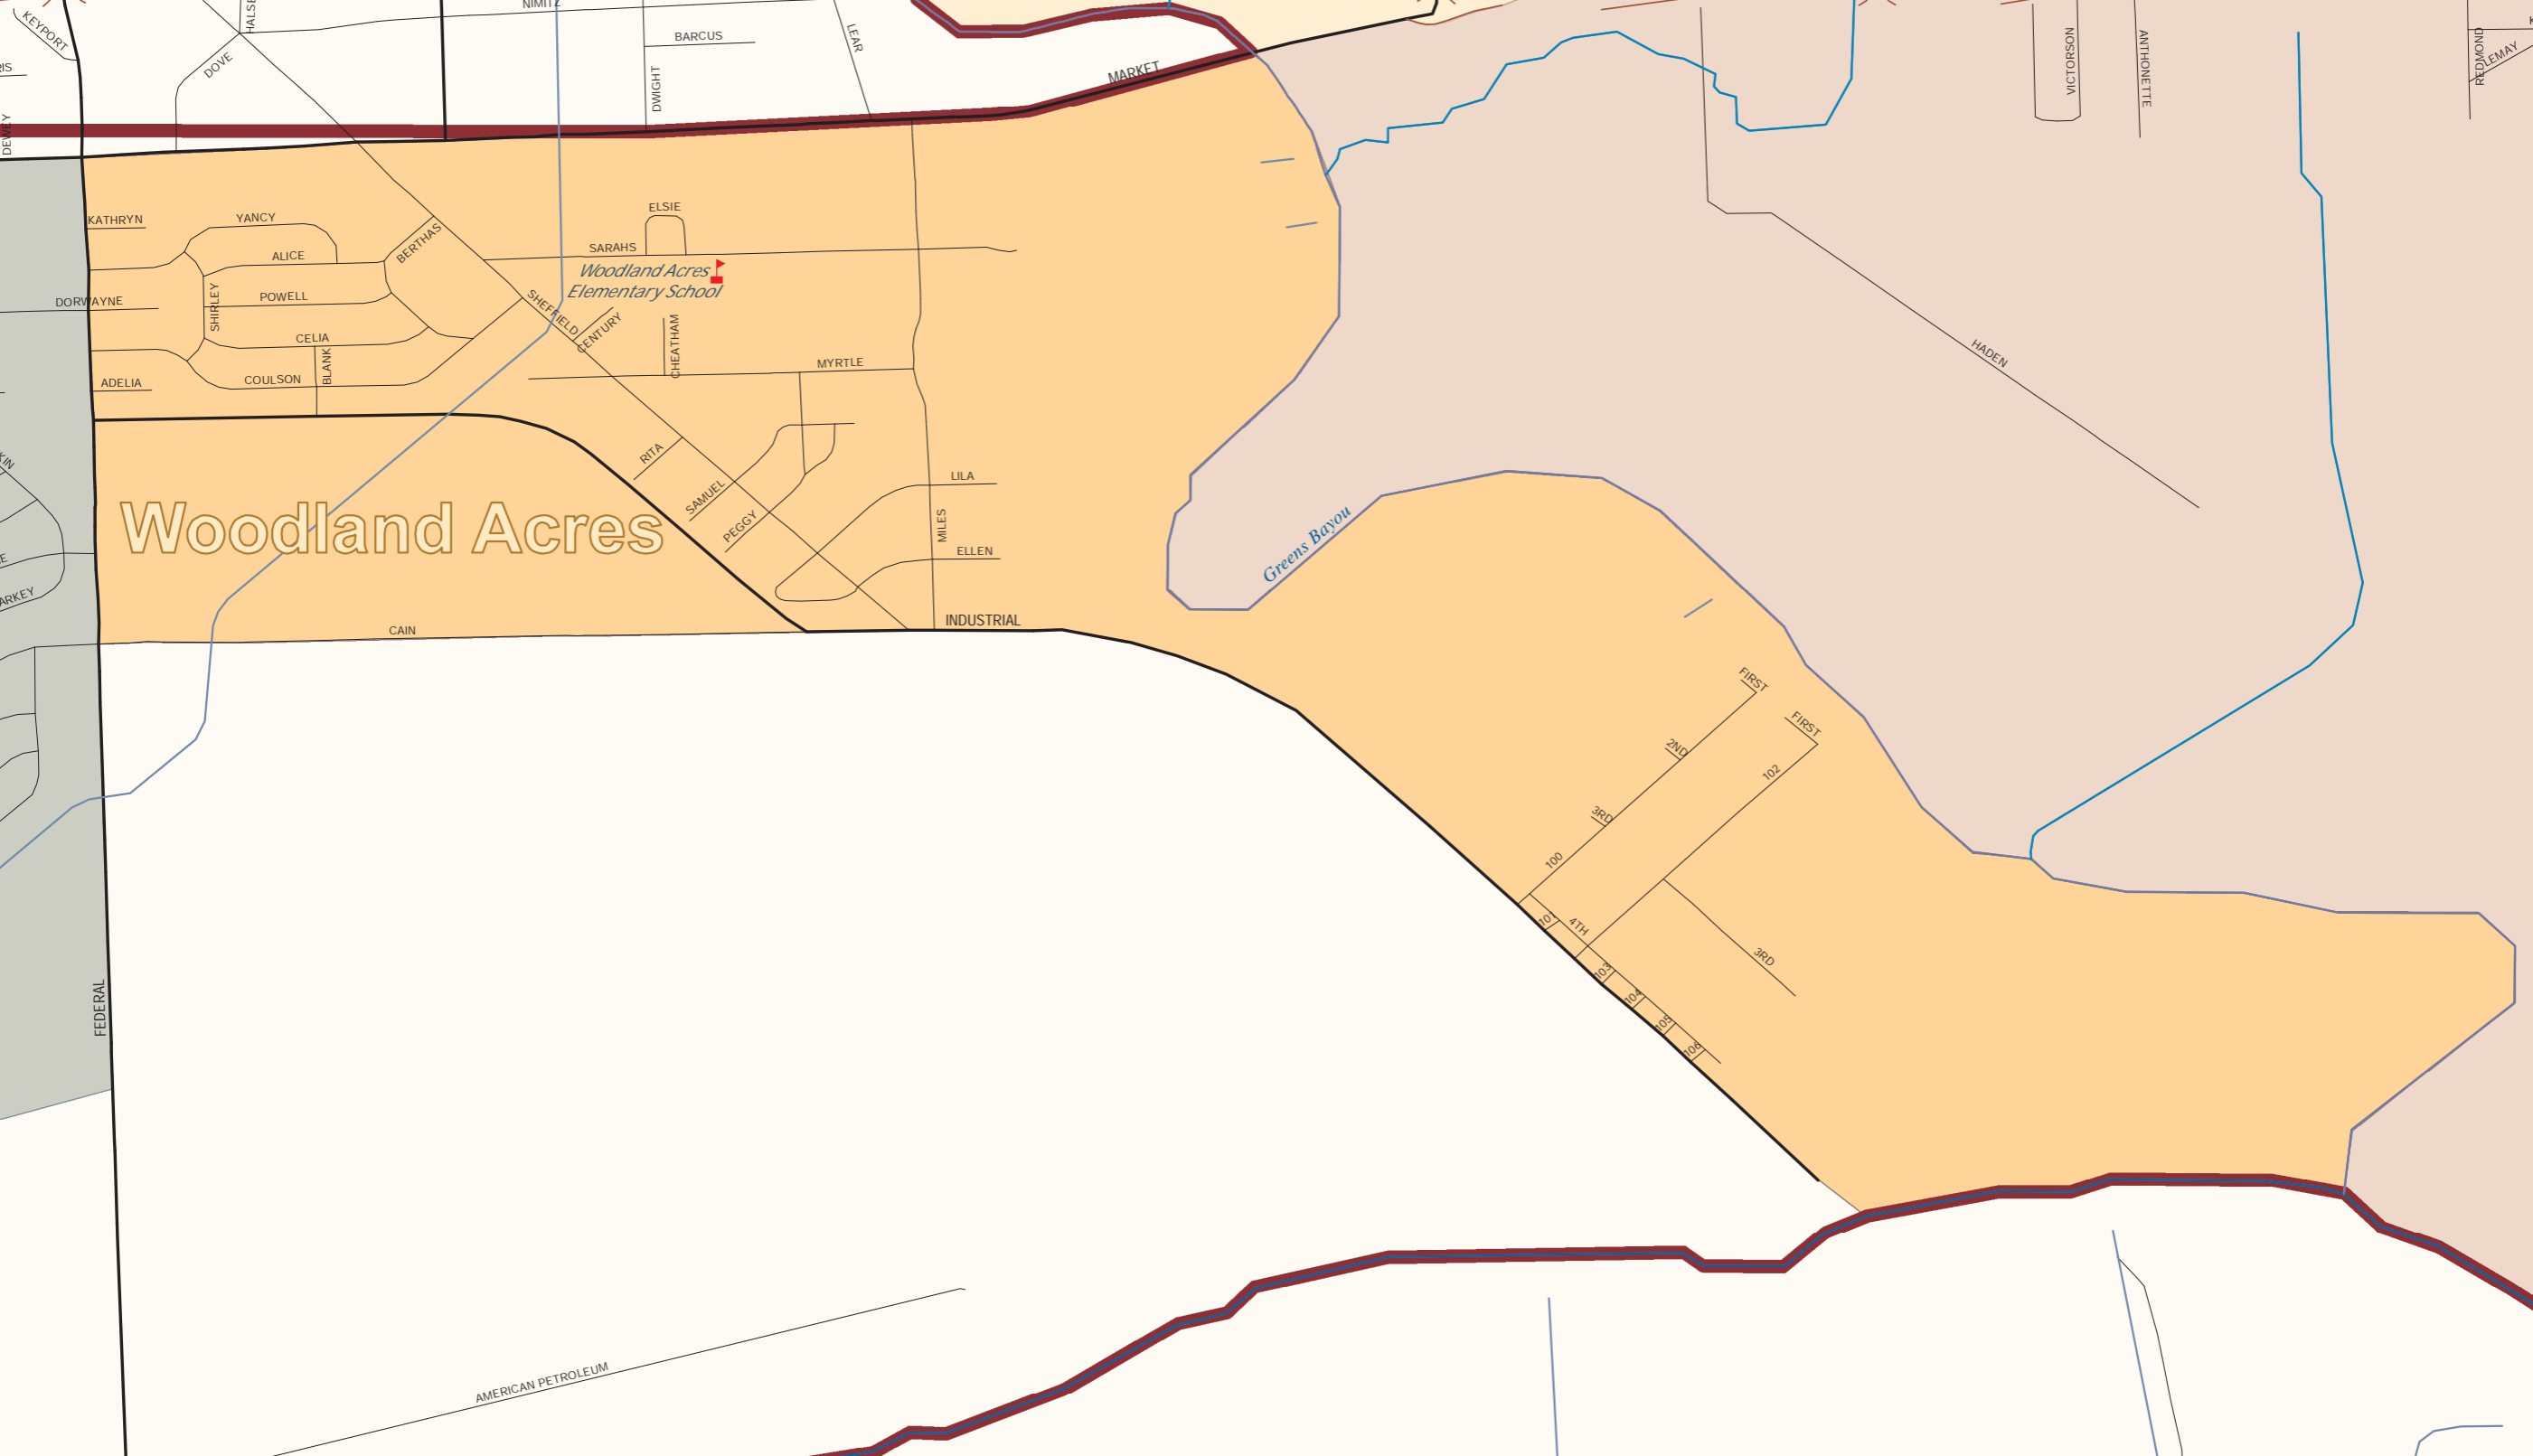 NIMITZ
KEYPORT
HALSE
LEAR
BARCUS
DOVE
MARKET
DWIGHT
VICTORSON
ANTHONETTE
REDMOND
LEMAY
DEWEY
KATHRYN
YANCY
ELSIE
ALICE
BERTHAS
SARAHS
Woodland Acres
Elementary School
DORWAYNE
SHIRLEY
POWELL
SHEFFIELD
CENTURY
CHEATHAM
CELIA
BLANK
MYRTLE
HADEN
ADELIA
COULSON
RITA
SAMUEL
PEGGY
LILA
MILES
ELLEN
Woodland Acres
Greens Bayou
ARKEY
CAIN
INDUSTRIAL
FIRST
FIRST
2ND
102
3RD
100
101
4TH
3RD
103
104
105
106
FEDERAL
AMERICAN PETROLEUM